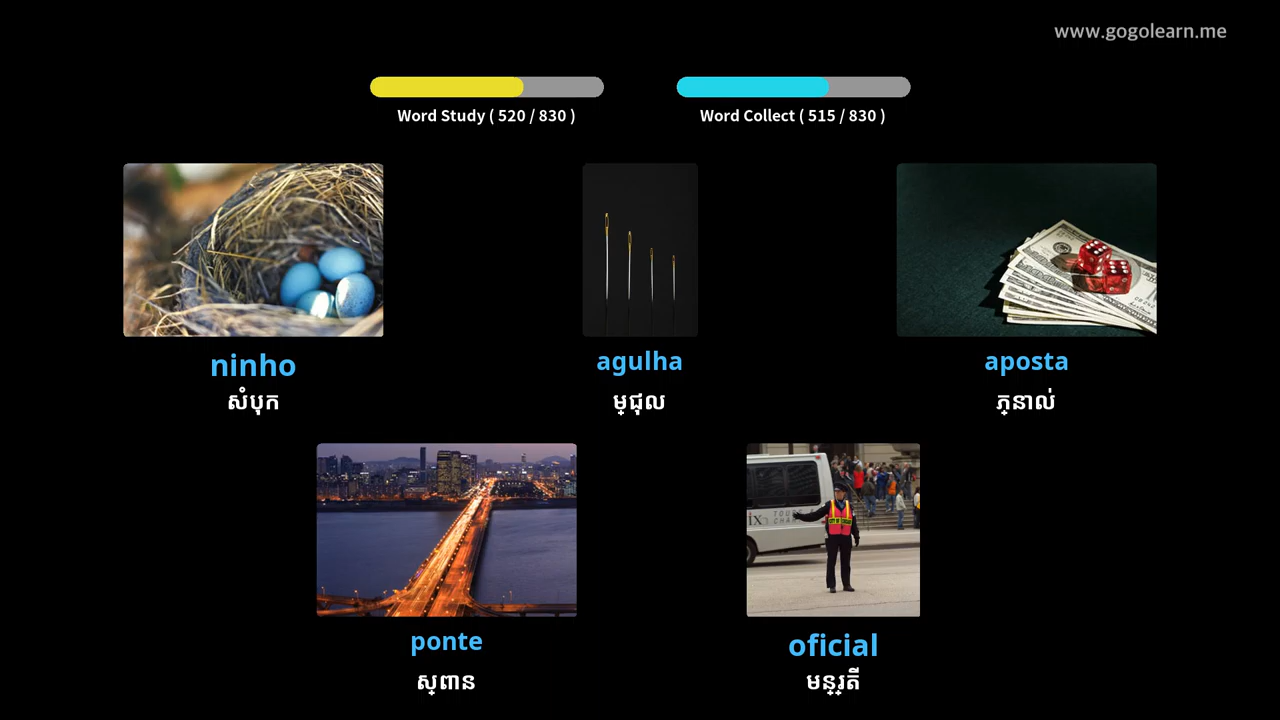 www.gogolearn.me
Word Study ( 520 / 830 )
Word Collect ( 515 / 830 )
ninho
សំបុក
agulha
ម្ជុល
aposta
ភ្នាល់
ponte
ស្ពាន
oficial
មន្រ្តី